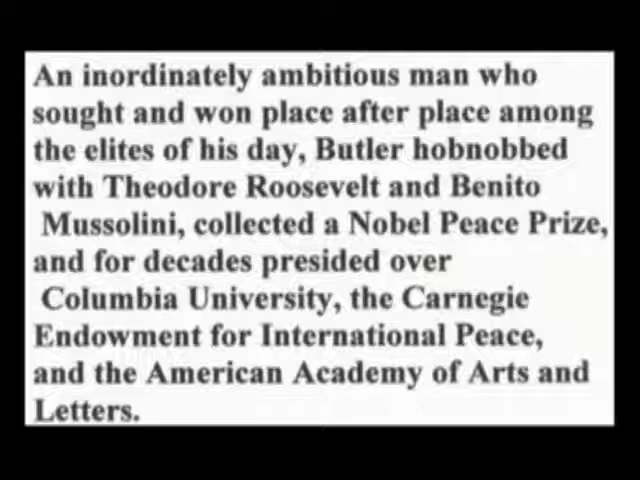 An inordinately ambitious man who
sought and won place after place among
the elites of his day, Butler hobnobbed
with Theodore Roosevelt and Benito
Mussolini, collected a Nobel Peace Prize,
and for decades presided over
Columbia University, the Carnegie
Endowment for International Peace,
and the American Academy of Arts and
Letters.